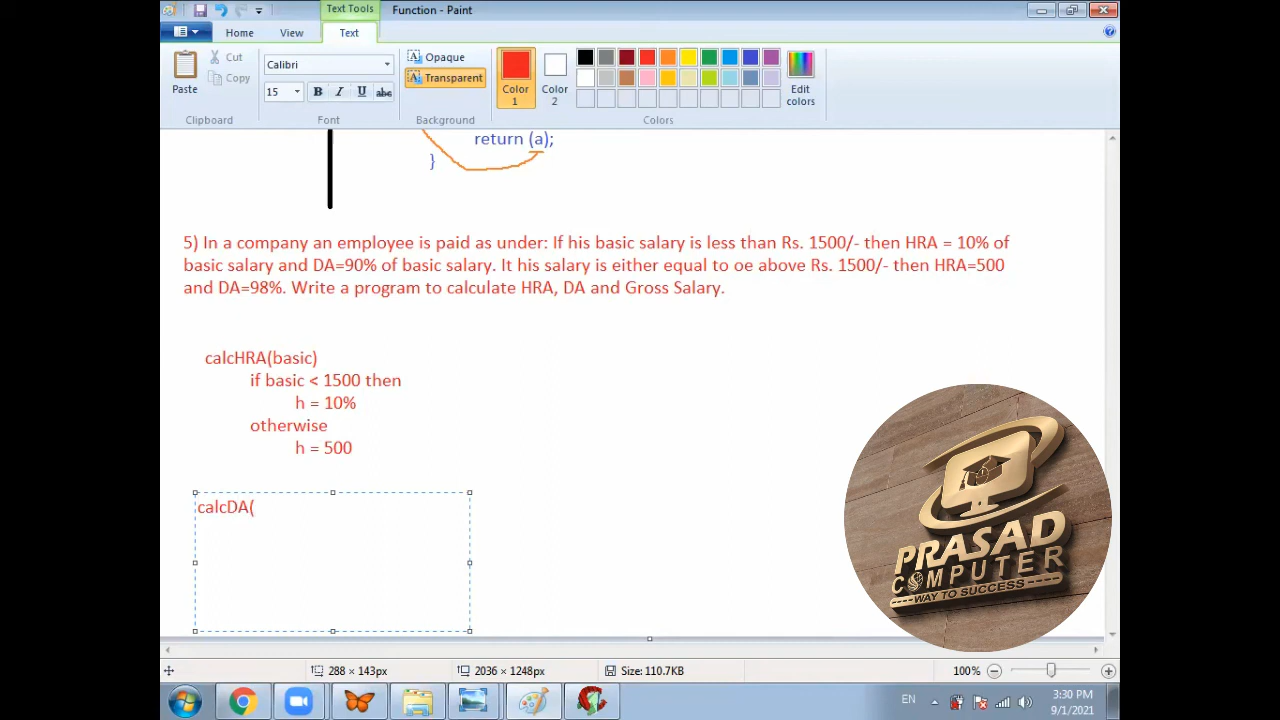 Text Tools
Function - Paint
Home View Text
Paste
Cut
Copy
Clipboard
Calibri
15 B I U abc
Font
Opaque
Transparent
Background
Color 1
Color 2
Edit colors
Colors
return (a);
}
5) In a company an employee is paid as under: If his basic salary is less than Rs. 1500/- then HRA = 10% of
basic salary and DA=90% of basic salary. It his salary is either equal to oe above Rs. 1500/- then HRA=500
and DA=98%. Write a program to calculate HRA, DA and Gross Salary.
calcHRA(basic)
if basic < 1500 then
h = 10%
otherwise
h = 500
calcDA(
PRASAD
COMPUTER
WAY TO SUCCESS
288 × 143px
2036 × 1248px
Size: 110.7KB
100%
EN
3:30 PM
9/1/2021